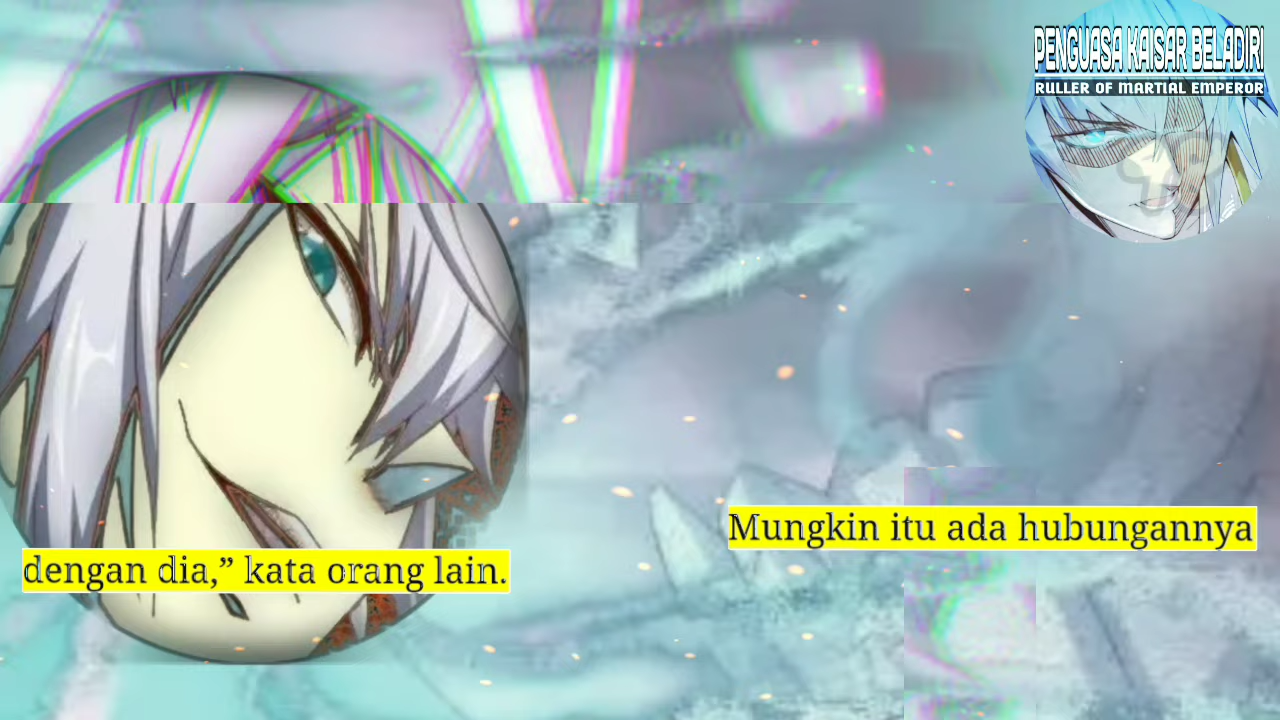 PENGUASA KAISAR BELADIRI
RULLER OF MARTIAL EMPEROR
Mungkin itu ada hubungannya
dengan dia,” kata orang lain.